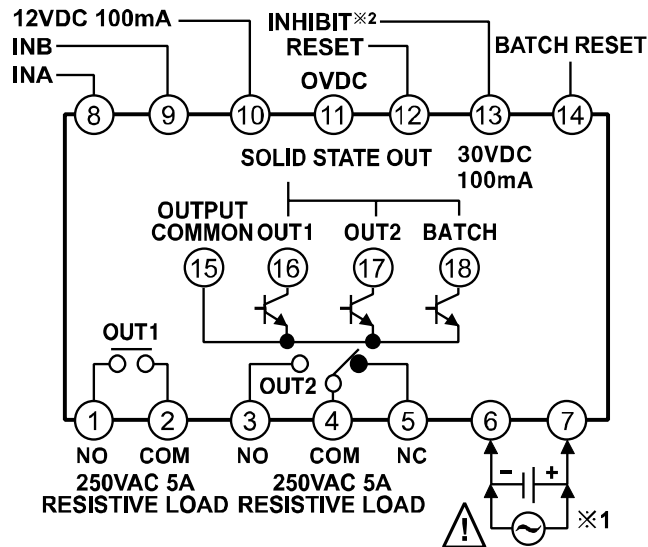 12VDC 100mA
INHIBIT※2
INB
RESET
BATCH RESET
INA
0VDC
8 9 10 11 12 13 14
SOLID STATE OUT
30VDC
100mA
OUTPUT
COMMON OUT1 OUT2 BATCH
15 16 17 18
OUT1
OUT2
1 2 3 4 5 6 7
NO COM NO COM NC
250VAC 5A 250VAC 5A
RESISTIVE LOAD RESISTIVE LOAD
- +
! ※1